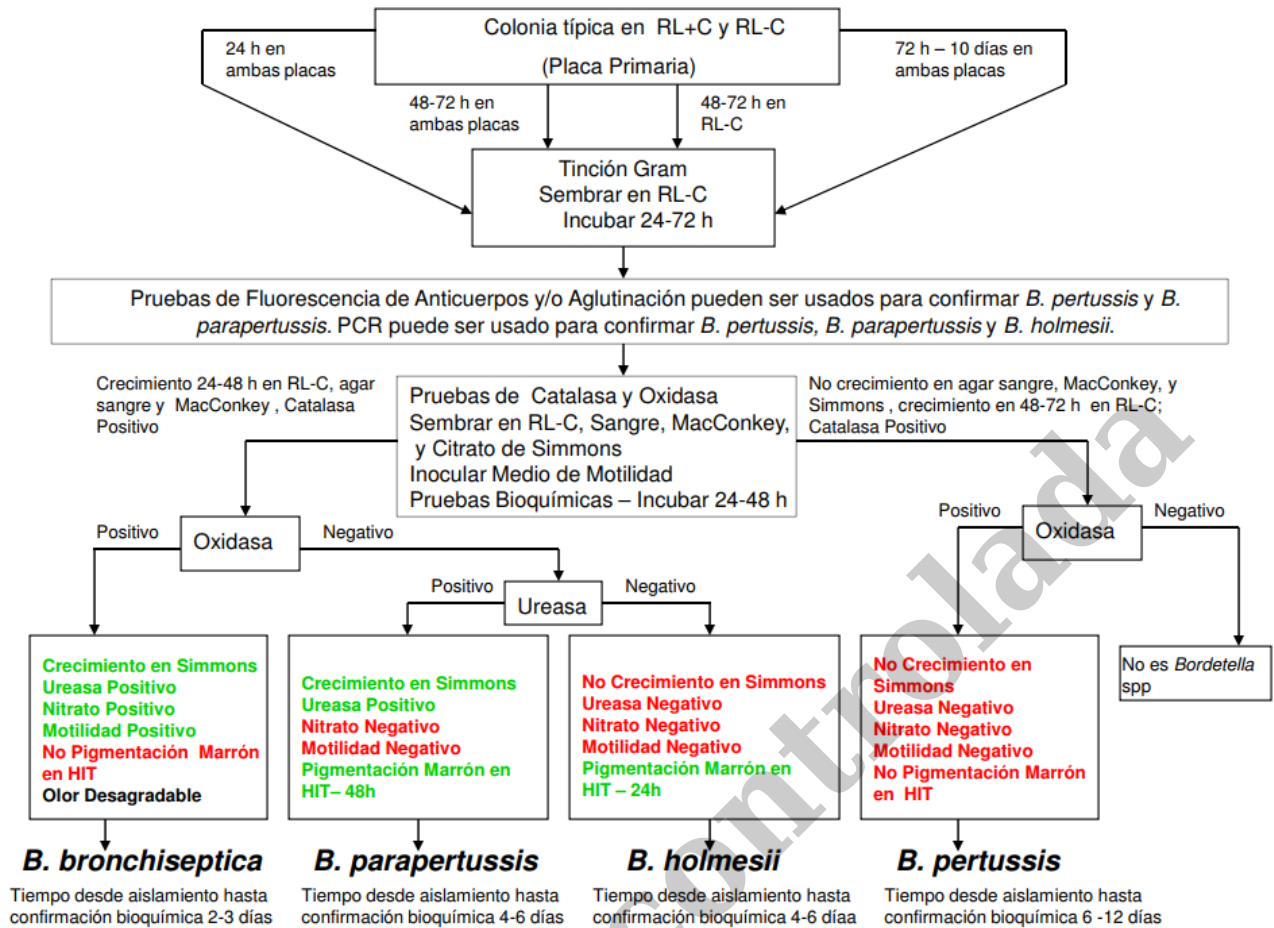 Colonia típica en RL+C y RL-C
(Placa Primaria)
24 h en
ambas placas
72 h – 10 días en
ambas placas
48-72 h en
ambas placas
48-72 h en
RL-C
Tinción Gram
Sembrar en RL-C
Incubar 24-72 h
Pruebas de Fluorescencia de Anticuerpos y/o Aglutinación pueden ser usados para confirmar B. pertussis y B.
parapertussis. PCR puede ser usado para confirmar B. pertussis, B. parapertussis y B. holmesii.
Crecimiento 24-48 h en RL-C, agar
sangre y MacConkey , Catalasa
Positivo
Pruebas de Catalasa y Oxidasa
Sembrar en RL-C, Sangre, MacConkey,
y Citrato de Simmons
Inocular Medio de Motilidad
Pruebas Bioquímicas – Incubar 24-48 h
No crecimiento en agar sangre, MacConkey, y
Simmons , crecimiento en 48-72 h en RL-C;
Catalasa Positivo
Positivo
Oxidasa
Negativo
Positivo
Oxidasa
Negativo
Positivo
Ureasa
Negativo
Crecimiento en Simmons
Ureasa Positivo
Nitrato Positivo
Motilidad Positivo
No Pigmentación Marrón
en HIT
Olor Desagradable
Crecimiento en Simmons
Ureasa Positivo
Nitrato Negativo
Motilidad Negativo
Pigmentación Marrón en
HIT– 48h
No Crecimiento en Simmons
Ureasa Negativo
Nitrato Negativo
Motilidad Negativo
Pigmentación Marrón en
HIT – 24h
No Crecimiento en
Simmons
Ureasa Negativo
Nitrato Negativo
Motilidad Negativo
No Pigmentación Marrón
en HIT
No es Bordetella
spp
B. bronchiseptica
Tiempo desde aislamiento hasta
confirmación bioquímica 2-3 días
B. parapertussis
Tiempo desde aislamiento hasta
confirmación bioquímica 4-6 días
B. holmesii
Tiempo desde aislamiento hasta
confirmación bioquímica 4-6 díaa
B. pertussis
Tiempo desde aislamiento hasta
confirmación bioquímica 6 -12 días
controlada